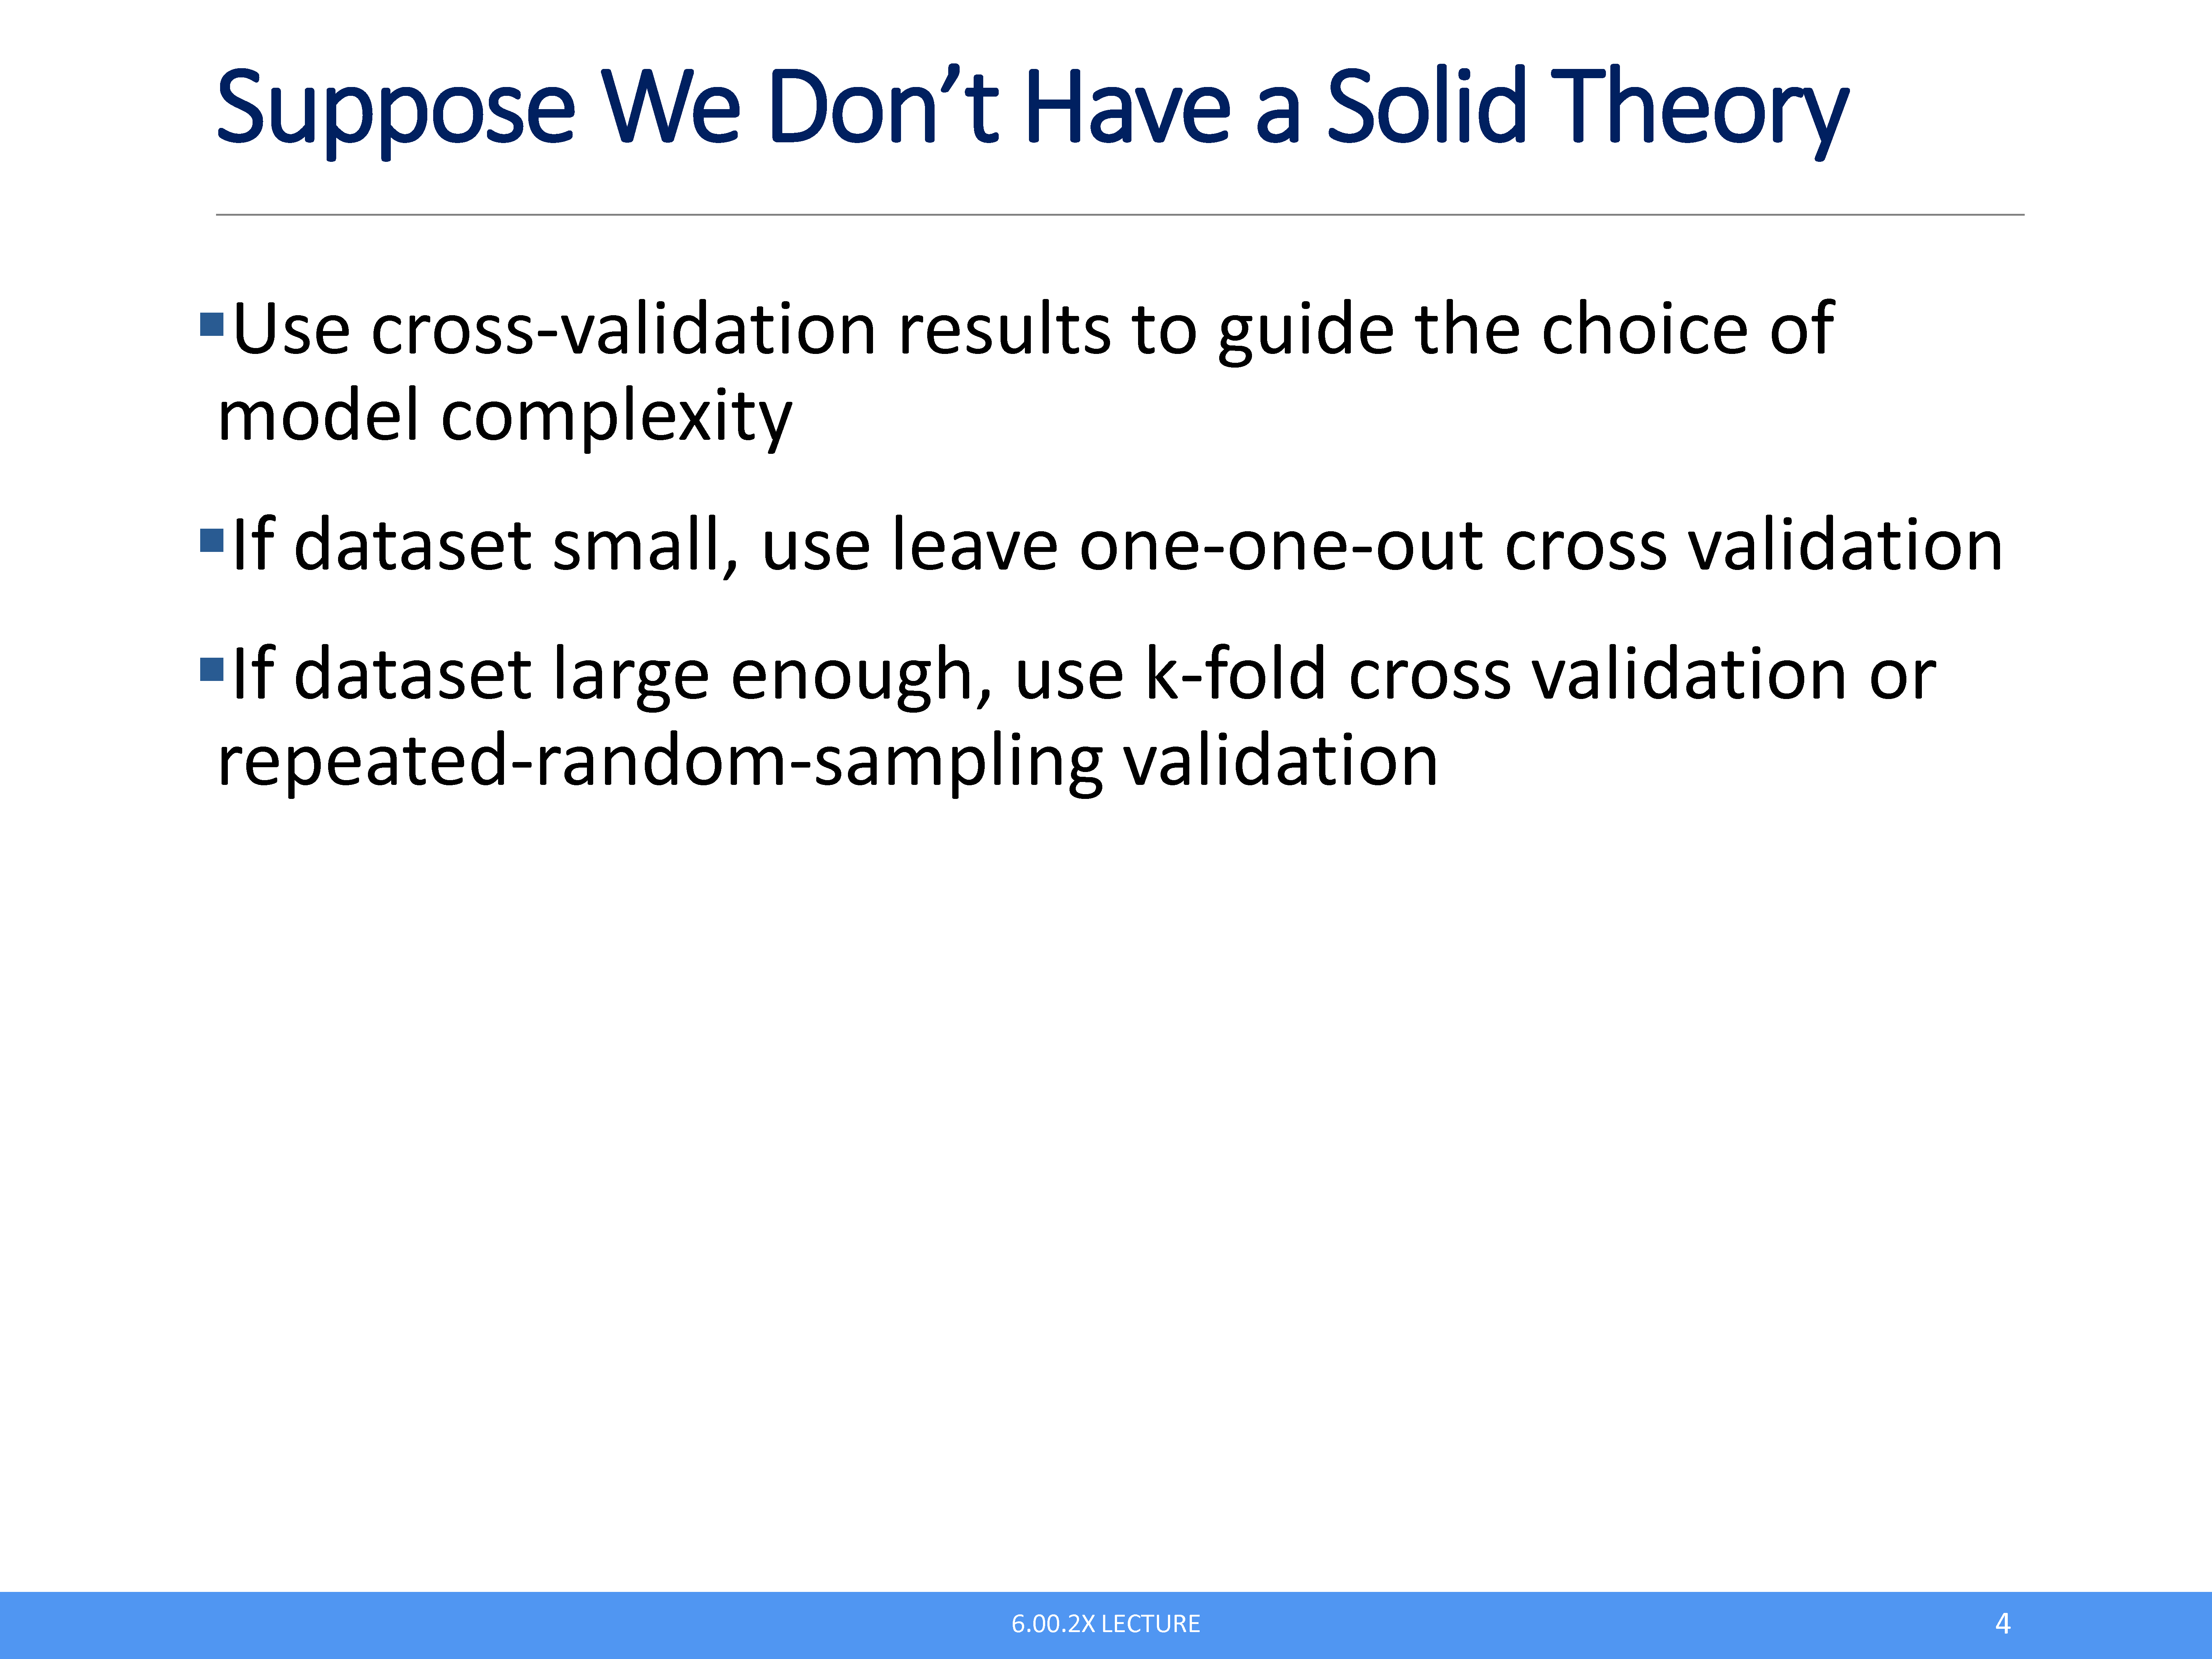 Suppose We Don’t Have a Solid Theory
▪Use cross-validation results to guide the choice of
model complexity
▪If dataset small, use leave one-one-out cross validation
▪If dataset large enough, use k-fold cross validation or
repeated-random-sampling validation
6.00.2X LECTURE
4